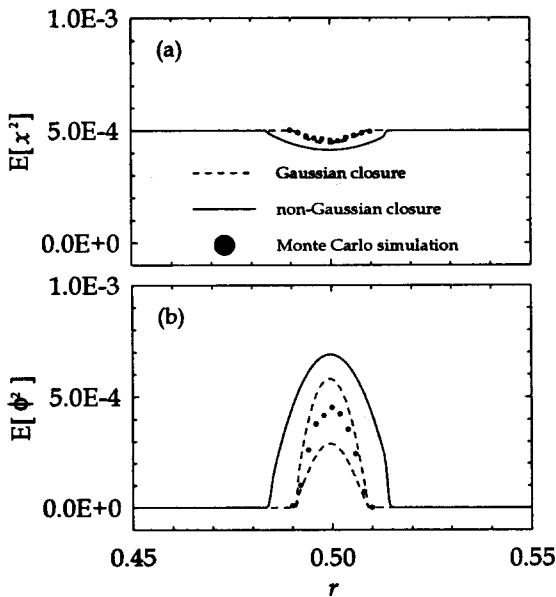 1.0E-3
(a)
E[χ²]
5.0E-4
Gaussian closure
non-Gaussian closure
0.0E+0
Monte Carlo simulation
1.0E-3
(b)
E[ϕ²]
5.0E-4
0.0E+0
0.45
0.50
0.55
r